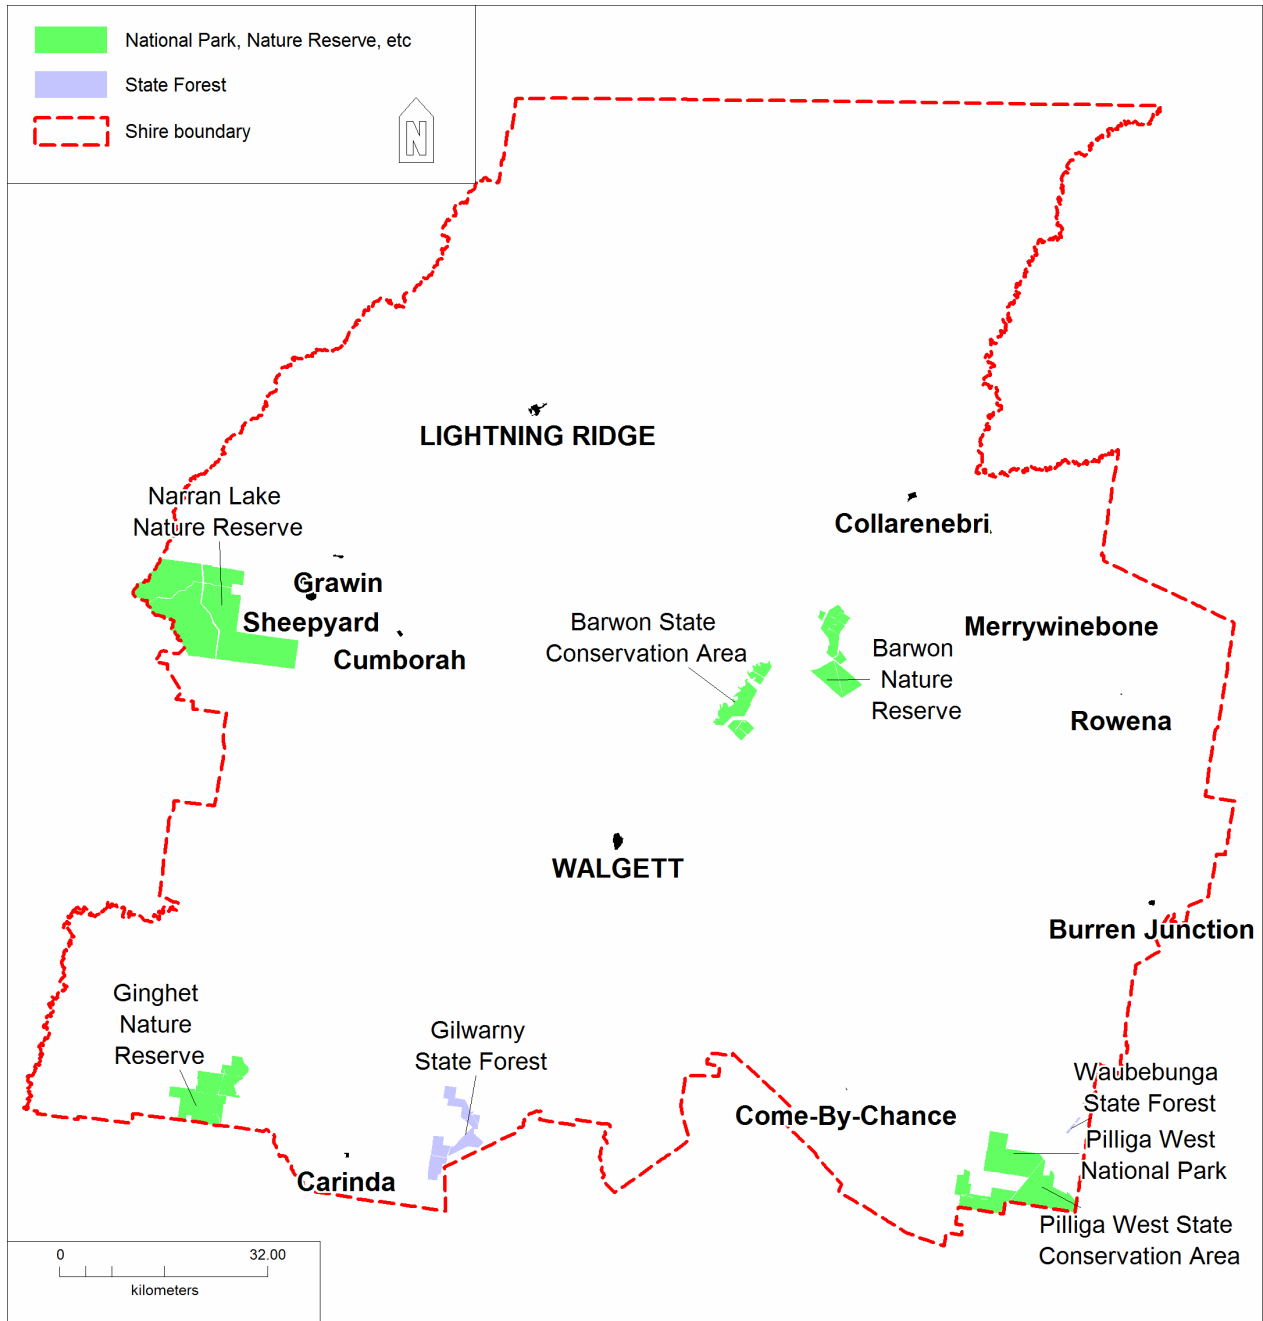 National Park, Nature Reserve, etc
State Forest
Shire boundary
N
LIGHTNING RIDGE
Narran Lake
Nature Reserve
Collarenebri
Grawin
Sheepyard
Cumborah
Barwon State
Conservation Area
Merrywinebone
Barwon
Nature
Reserve
Rowena
WALGETT
Burren Junction
Ginghet
Nature
Reserve
Gilwarny
State Forest
Waubebunga
State Forest
Come-By-Chance
Pilliga West
National Park
Carinda
Pilliga West State
Conservation Area
0 32.00
kilometers